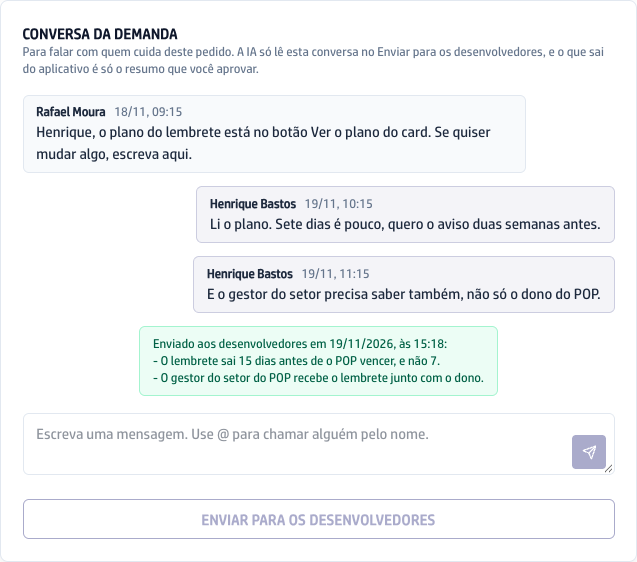 CONVERSA DA DEMANDA
Para falar com quem cuida deste pedido. A IA só lê esta conversa no Enviar para os desenvolvedores, e o que sai
do aplicativo é só o resumo que você aprovar.
Rafael Moura 18/11, 09:15
Henrique, o plano do lembrete está no botão Ver o plano do card. Se quiser
mudar algo, escreva aqui.
Henrique Bastos 19/11, 10:15
Li o plano. Sete dias é pouco, quero o aviso duas semanas antes.
Henrique Bastos 19/11, 11:15
E o gestor do setor precisa saber também, não só o dono do POP.
Enviado aos desenvolvedores em 19/11/2026, às 15:18:
- O lembrete sai 15 dias antes de o POP vencer, e não 7.
- O gestor do setor do POP recebe o lembrete junto com o dono.
Escreva uma mensagem. Use @ para chamar alguém pelo nome.
ENVIAR PARA OS DESENVOLVEDORES